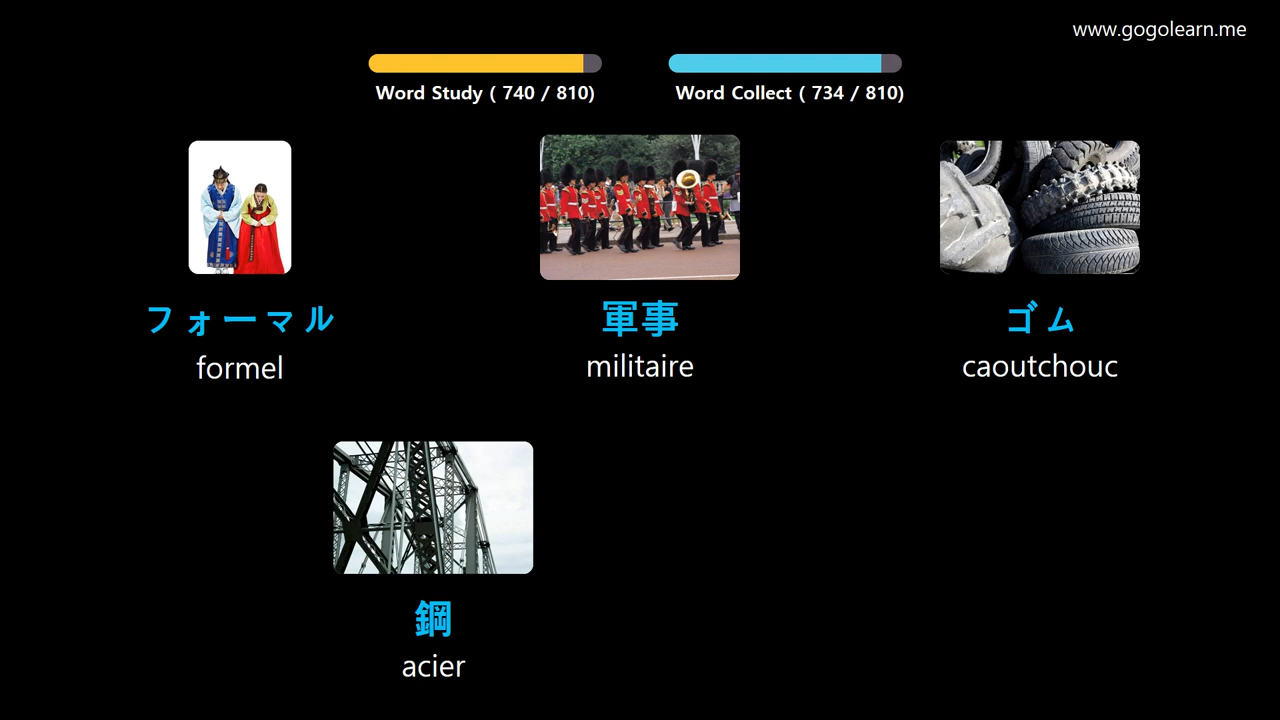 www.gogolearn.me
Word Study ( 740 / 810)
Word Collect ( 734 / 810)
フォーマル
formel
軍事
militaire
ゴム
caoutchouc
鋼
acier